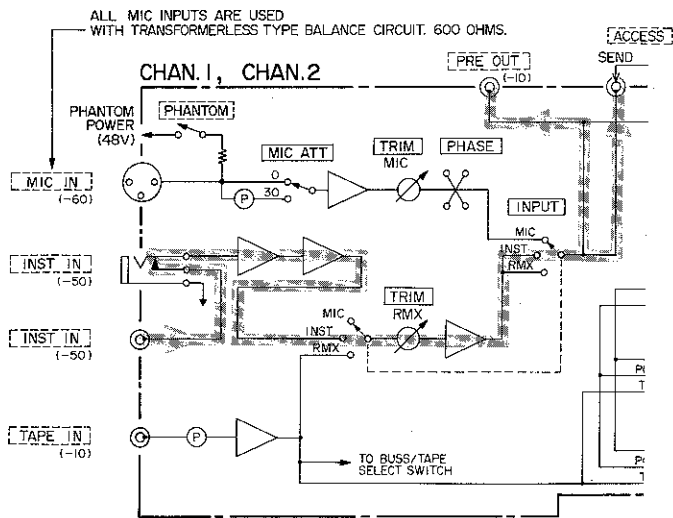 ALL MIC INPUTS ARE USED
WITH TRANSFORMERLESS TYPE BALANCE CIRCUIT. 600 OHMS.
ACCESS
PRE OUT
SEND
(-10)
CHAN. 1, CHAN. 2
PHANTOM
POWER
(48V)
PHANTOM
MIC ATT
TRIM
MIC
PHASE
0
30
P
MIC IN
(-60)
INPUT
MIC
INST
RMX
INST IN
(-50)
TRIM
RMX
MIC
INST
RMX
INST IN
(-50)
TAPE IN
(-10)
P
TO BUSS/TAPE
SELECT SWITCH